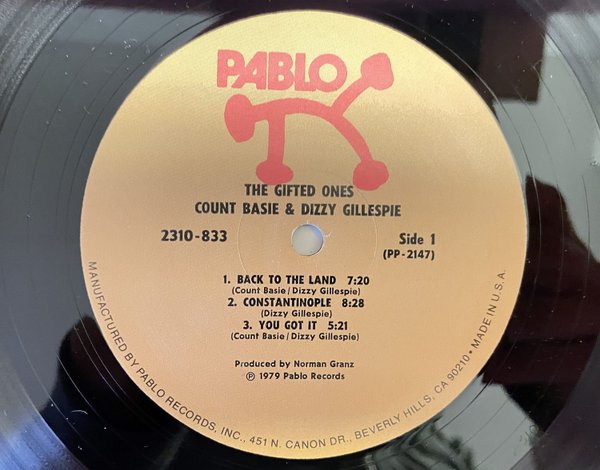 PABLO
THE GIFTED ONES
COUNT BASIE & DIZZY GILLESPIE
2310-833
Side 1
(PP-2147)
1. BACK TO THE LAND 7:20
(Count Basie/Dizzy Gillespie)
2. CONSTANTINOPLE 8:28
(Dizzy Gillespie)
3. YOU GOT IT 5:21
(Count Basie/Dizzy Gillespie)
Produced by Norman Granz
℗ 1979 Pablo Records
MANUFACTURED BY PABLO RECORDS, INC., 451 N. CANON DR., BEVERLY HILLS, CA 90210 • MADE IN U.S.A.